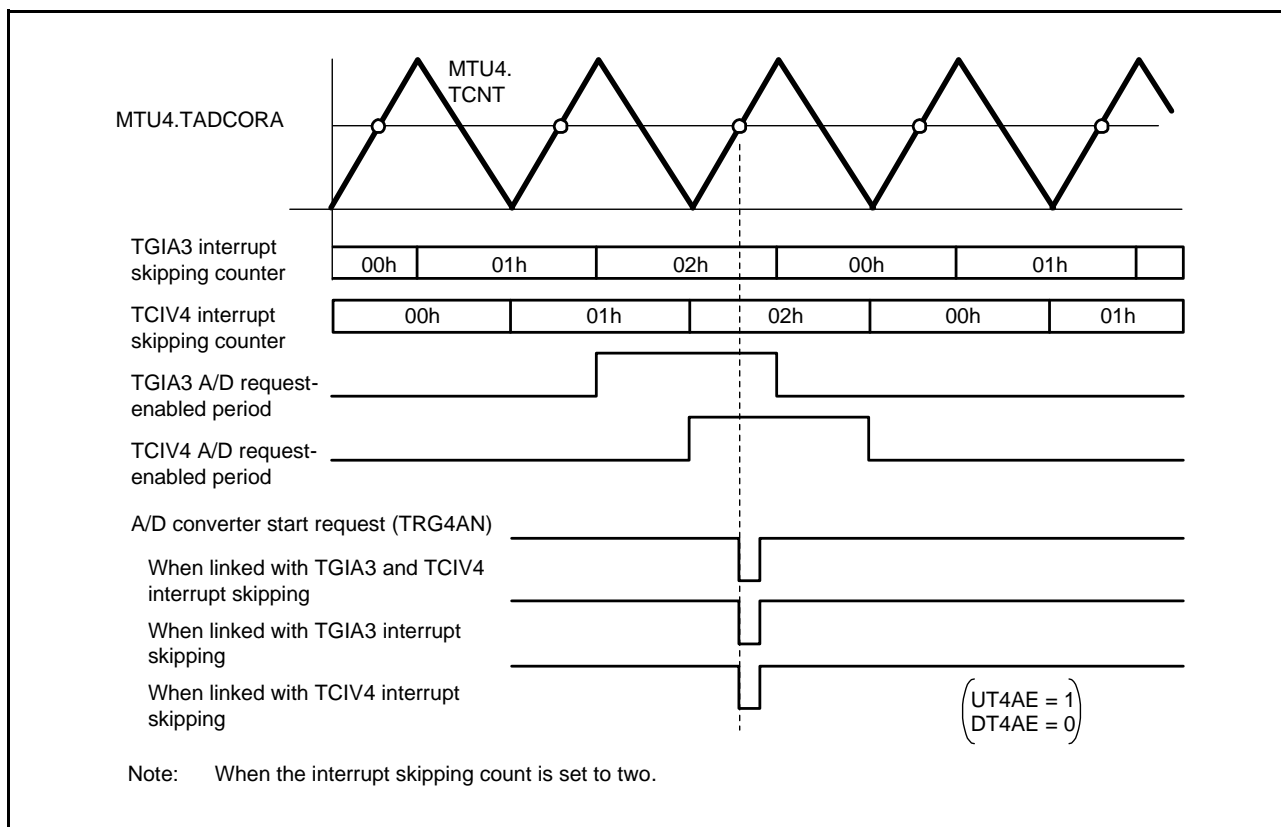 MTU4.
TCNT
MTU4.TADCORA
TGIA3 interrupt
skipping counter
00h 01h 02h 00h 01h
TCIV4 interrupt
skipping counter
00h 01h 02h 00h 01h
TGIA3 A/D request-
enabled period
TCIV4 A/D request-
enabled period
A/D converter start request (TRG4AN)
When linked with TGIA3 and TCIV4
interrupt skipping
When linked with TGIA3 interrupt
skipping
When linked with TCIV4 interrupt
skipping
UT4AE = 1
DT4AE = 0
Note: When the interrupt skipping count is set to two.